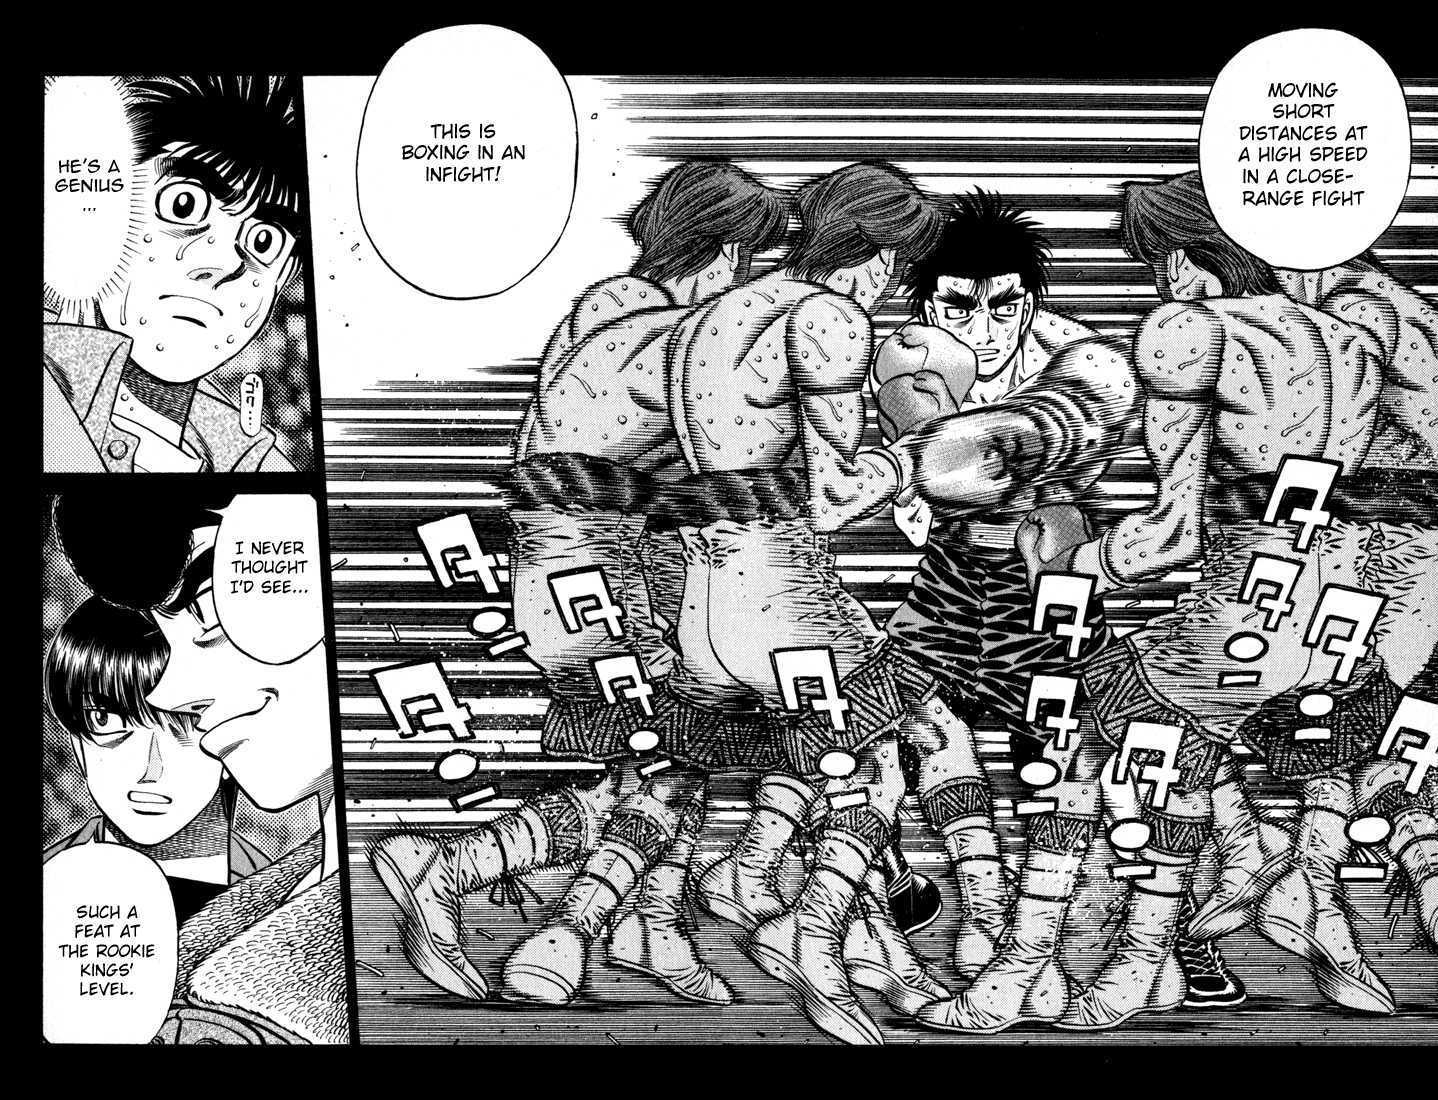 MOVING
SHORT
DISTANCES AT
A HIGH SPEED
IN A CLOSE-
RANGE FIGHT
THIS IS
BOXING IN AN
INFIGHT!
HE'S A
GENIUS
...
I NEVER
THOUGHT
I'D SEE...
SUCH A
FEAT AT
THE ROOKIE
KINGS'
LEVEL.